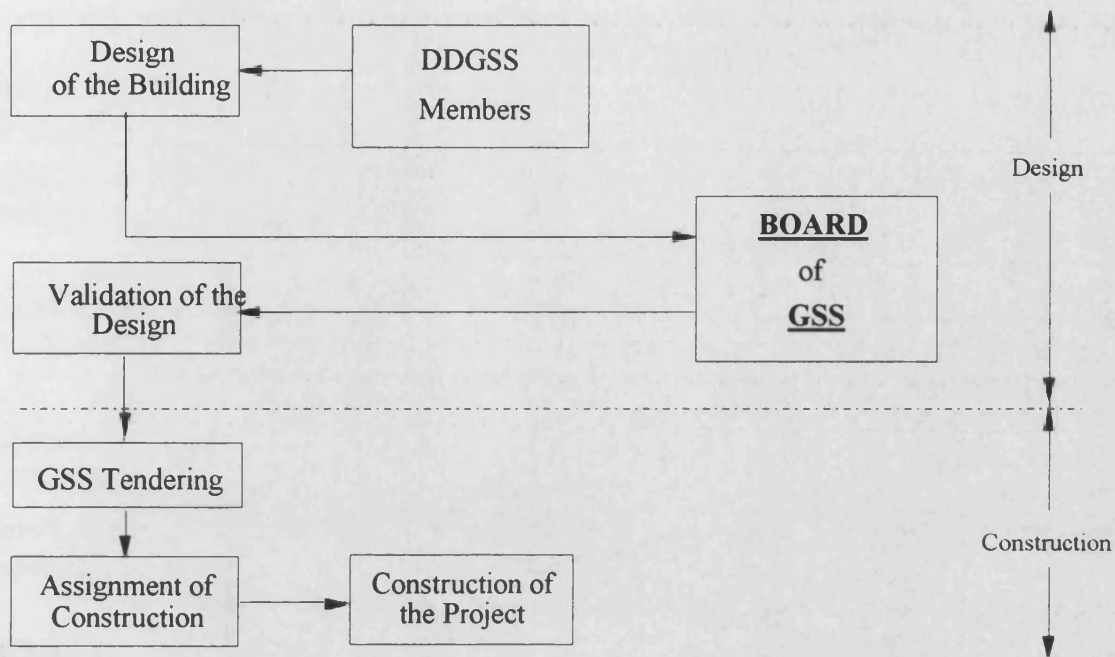 Design
of the Building
DDGSS
Members
Design
BOARD
of
GSS
Validation of the
Design
GSS Tendering
Construction
Assignment of
Construction
Construction of
the Project